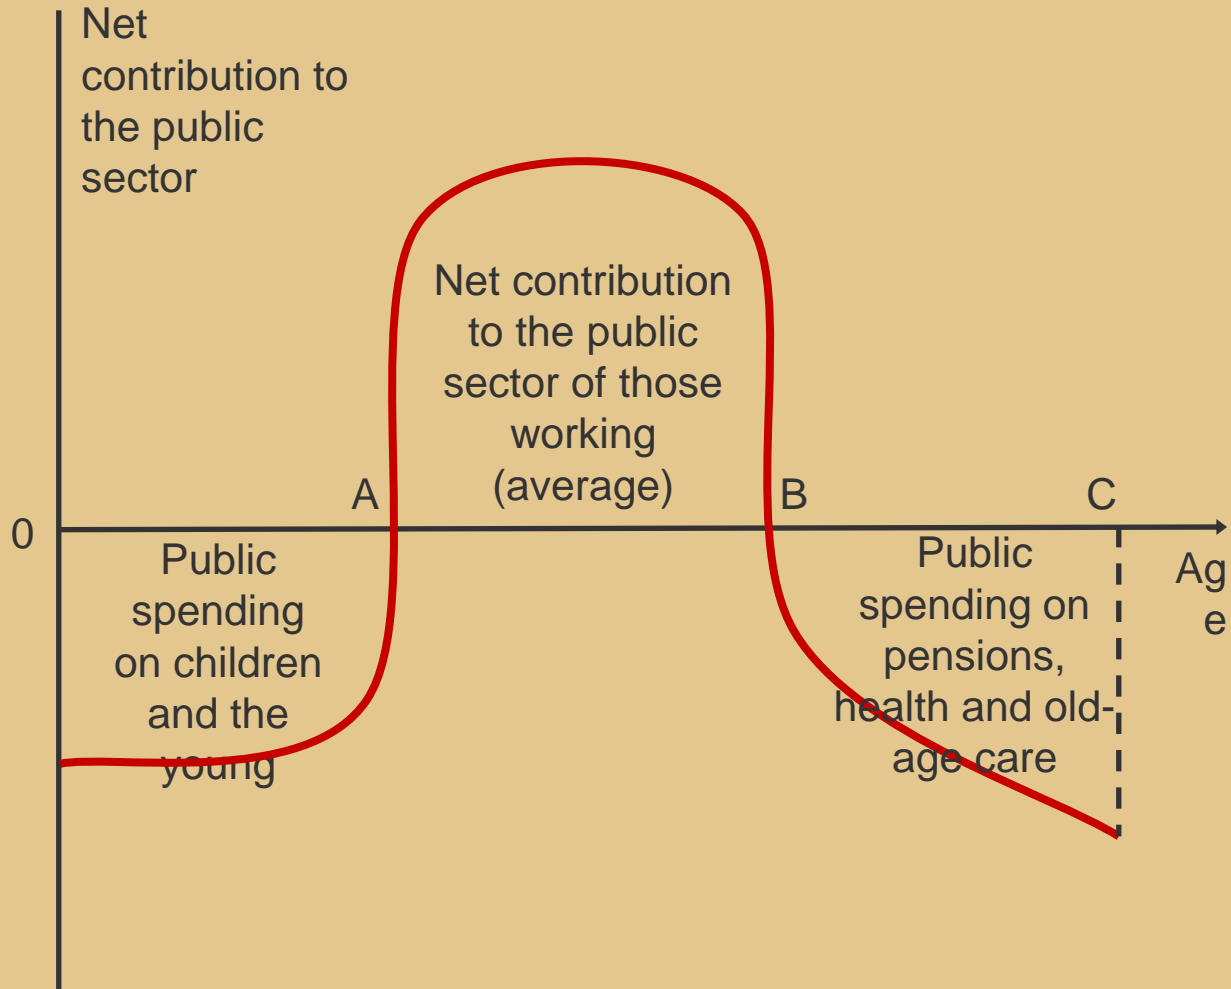 Net
contribution to
the public
sector
Net contribution
to the public
sector of those
working
(average)
A
B
C
0
Public
spending
on children
and the
young
Public
spending on
pensions,
health and old-
age care
Ag
e